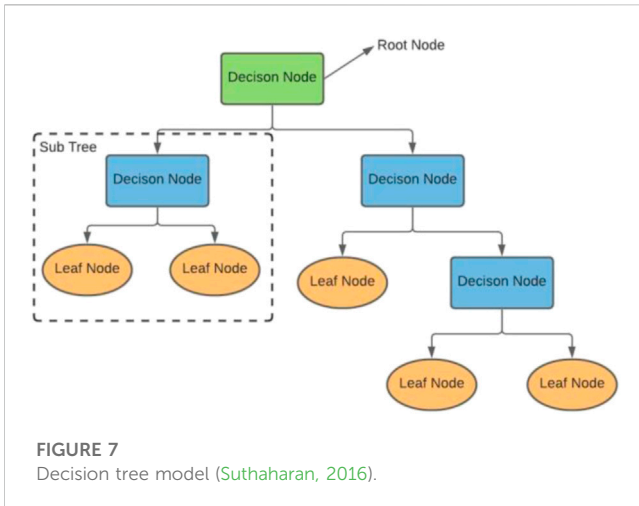 Root Node
Decison Node
Sub Tree
Decison Node
Decison Node
Leaf Node
Leaf Node
Leaf Node
Decison Node
Leaf Node
Leaf Node
FIGURE 7
Decision tree model (Suthaharan, 2016).